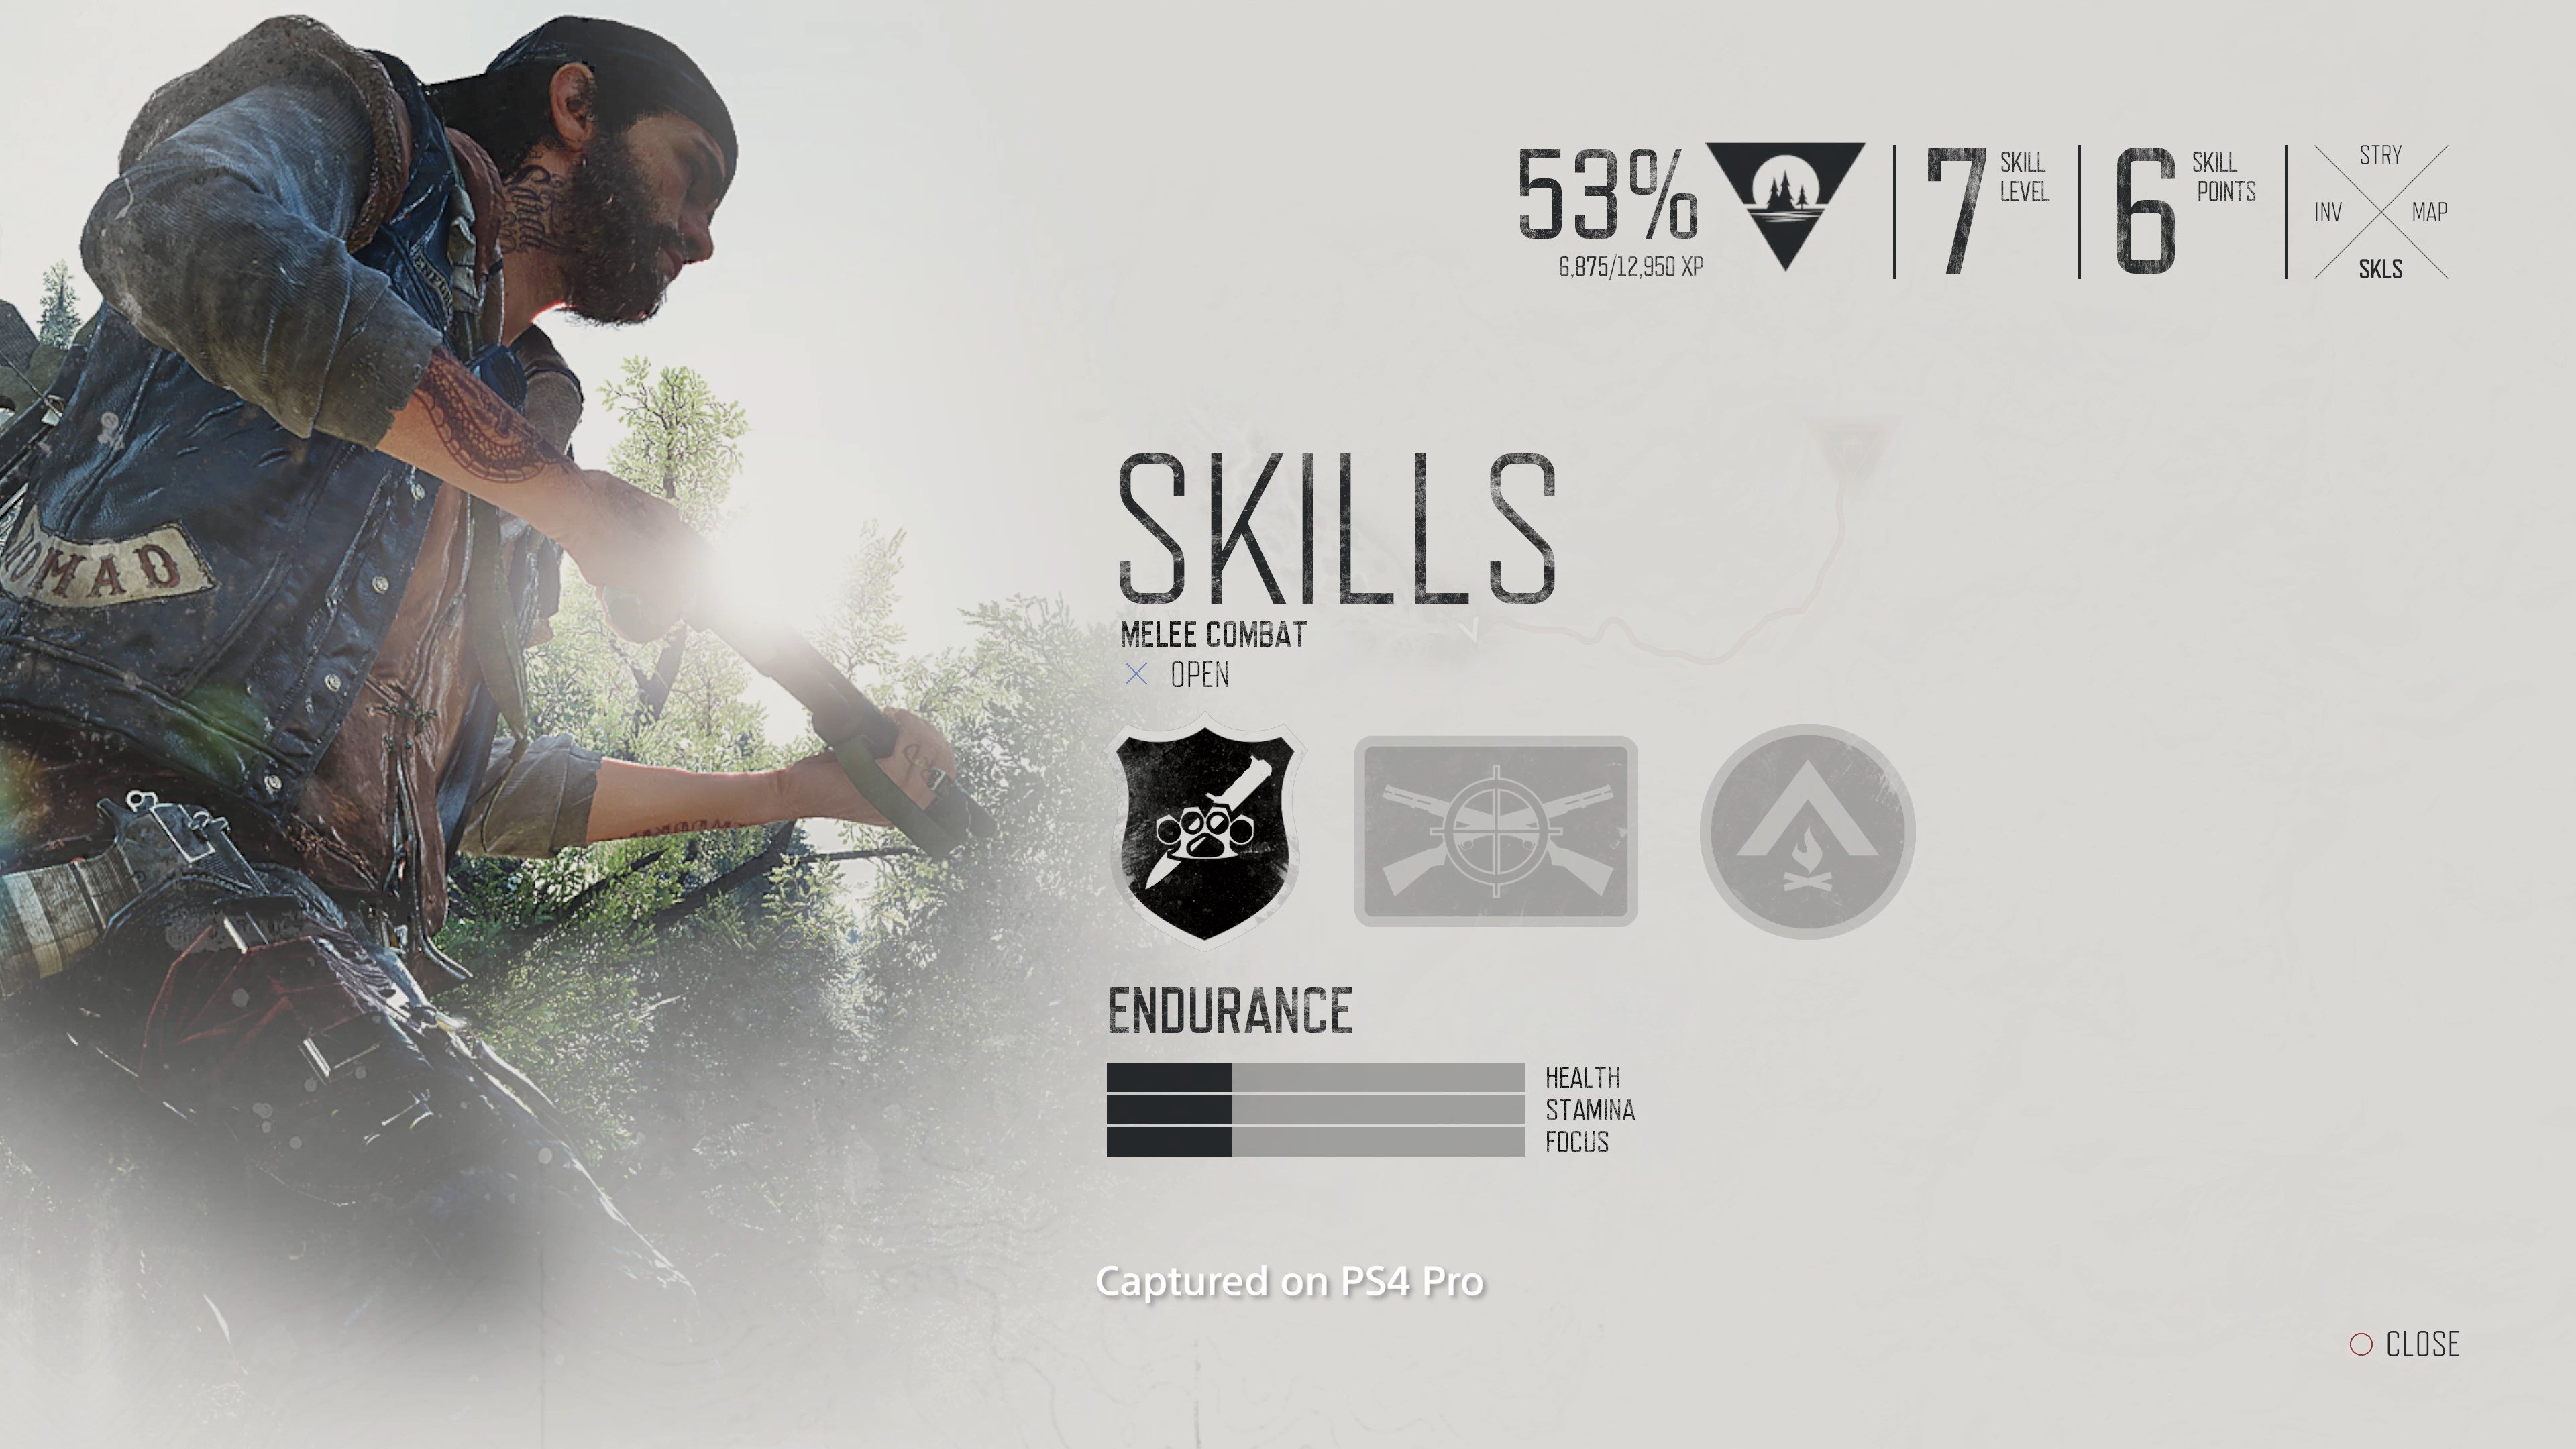 53%
6,875/12,950 XP
7 SKILL
LEVEL
6 SKILL
POINTS
STRY
INV MAP
SKLS
SKILLS
MELEE COMBAT
OPEN
ENDURANCE
HEALTH
STAMINA
FOCUS
Captured on PS4 Pro
CLOSE
OMAD